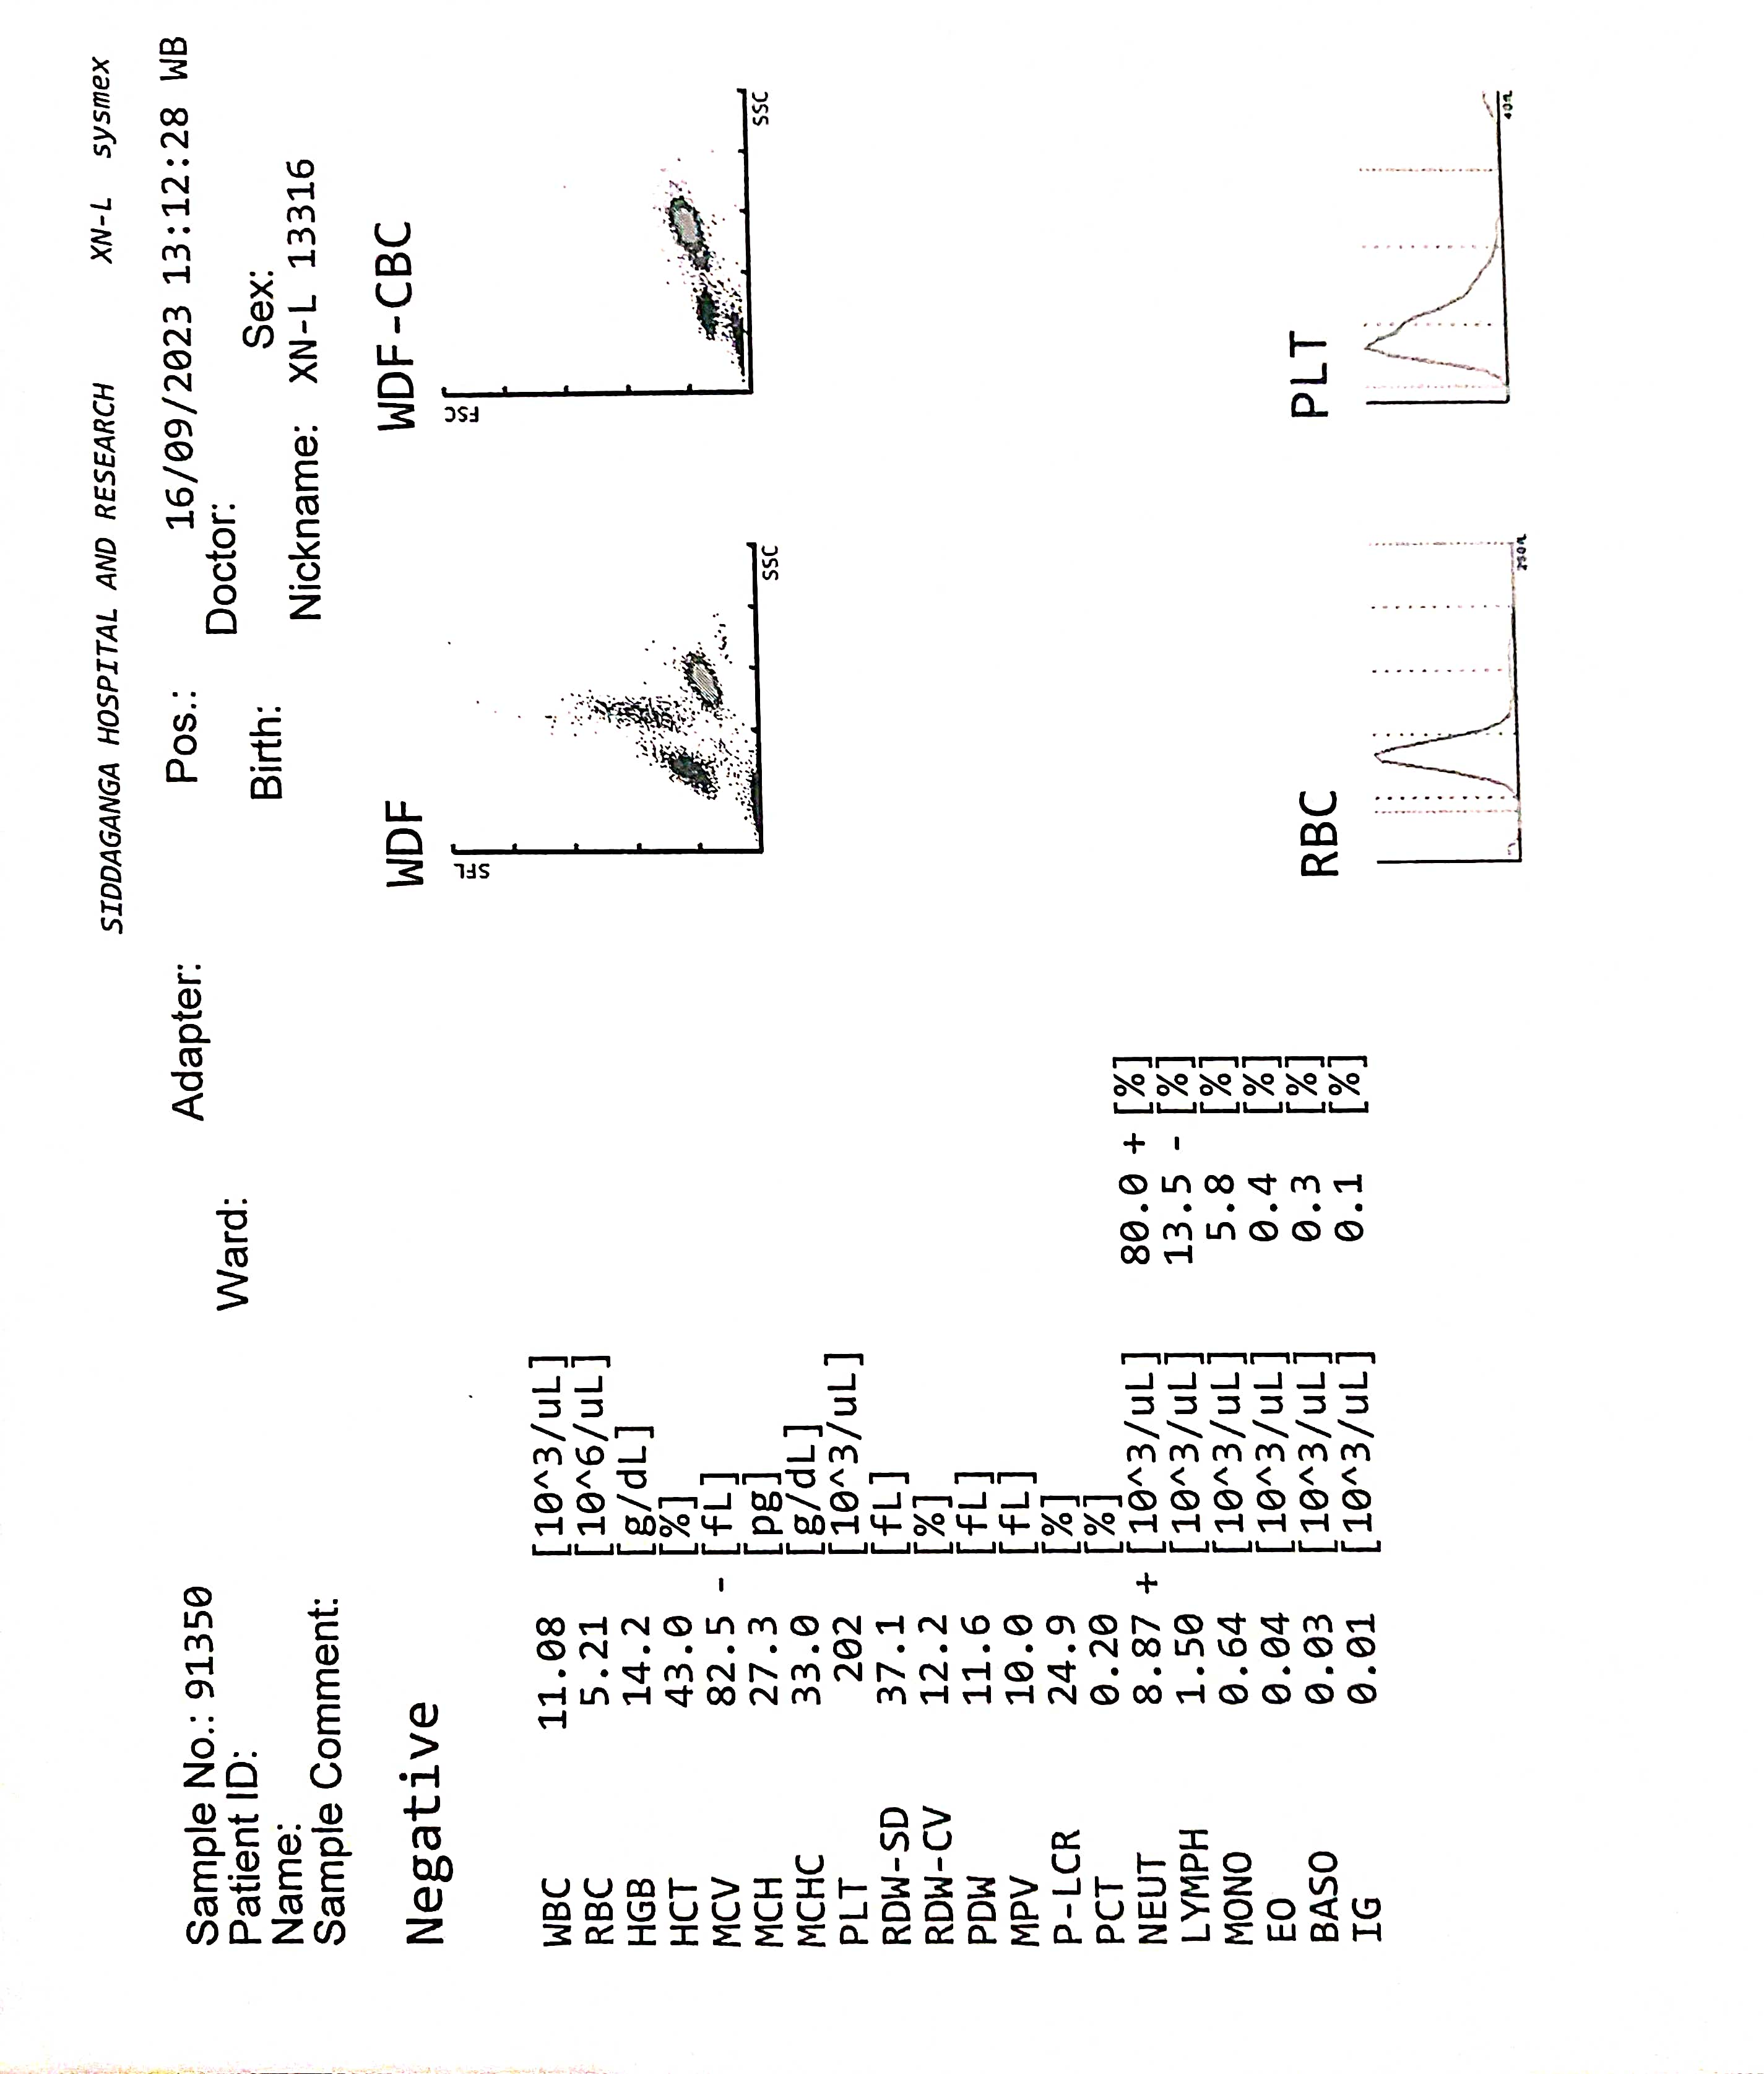 SIDDAGANGA HOSPITAL AND RESEARCH XN-L sysmex
Sample No.: 91350 Adapter: Pos.: 16/09/2023 13:12:28 WB
Patient ID: Ward: Doctor:
Name: Birth: Sex:
Sample Comment: Nickname: XN-L 13316
Negative
WDF
SFL
SSC
WDF-CBC
FSC
SSC
WBC 11.08 [10^3/uL]
RBC 5.21 [10^6/uL]
HGB 14.2 [g/dL]
HCT 43.0 [%]
MCV 82.5 - [fL]
MCH 27.3 [pg]
MCHC 33.0 [g/dL]
PLT 202 [10^3/uL]
RDW-SD 37.1 [fL]
RDW-CV 12.2 [%]
PDW 11.6 [fL]
MPV 10.0 [fL]
P-LCR 24.9 [%]
PCT 0.20 [%]
NEUT 8.87 + [10^3/uL] 80.0 + [%]
LYMPH 1.50 [10^3/uL] 13.5 - [%]
MONO 0.64 [10^3/uL] 5.8 [%]
EO 0.04 [10^3/uL] 0.4 [%]
BASO 0.03 [10^3/uL] 0.3 [%]
IG 0.01 [10^3/uL] 0.1 [%]
RBC
250fL
PLT
40fL